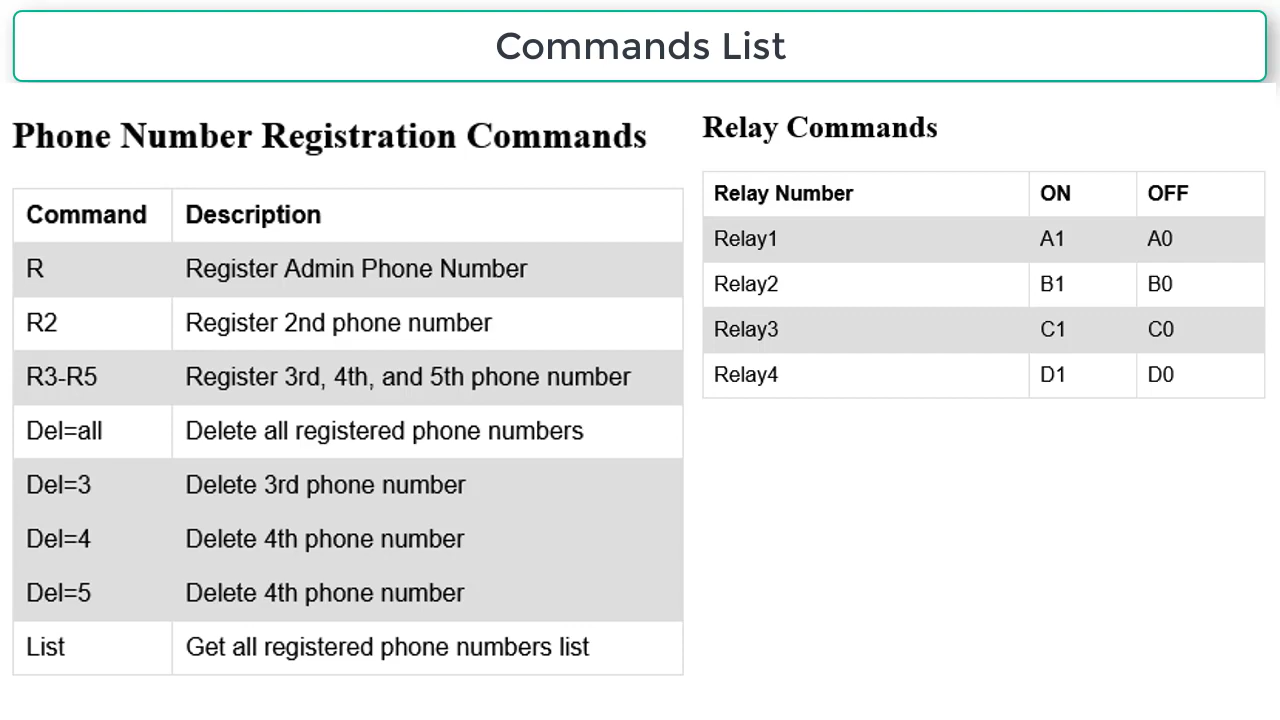 Commands List
Phone Number Registration Commands
Command Description
R Register Admin Phone Number
R2 Register 2nd phone number
R3-R5 Register 3rd, 4th, and 5th phone number
Del=all Delete all registered phone numbers
Del=3 Delete 3rd phone number
Del=4 Delete 4th phone number
Del=5 Delete 4th phone number
List Get all registered phone numbers list
Relay Commands
Relay Number ON OFF
Relay1 A1 A0
Relay2 B1 B0
Relay3 C1 C0
Relay4 D1 D0